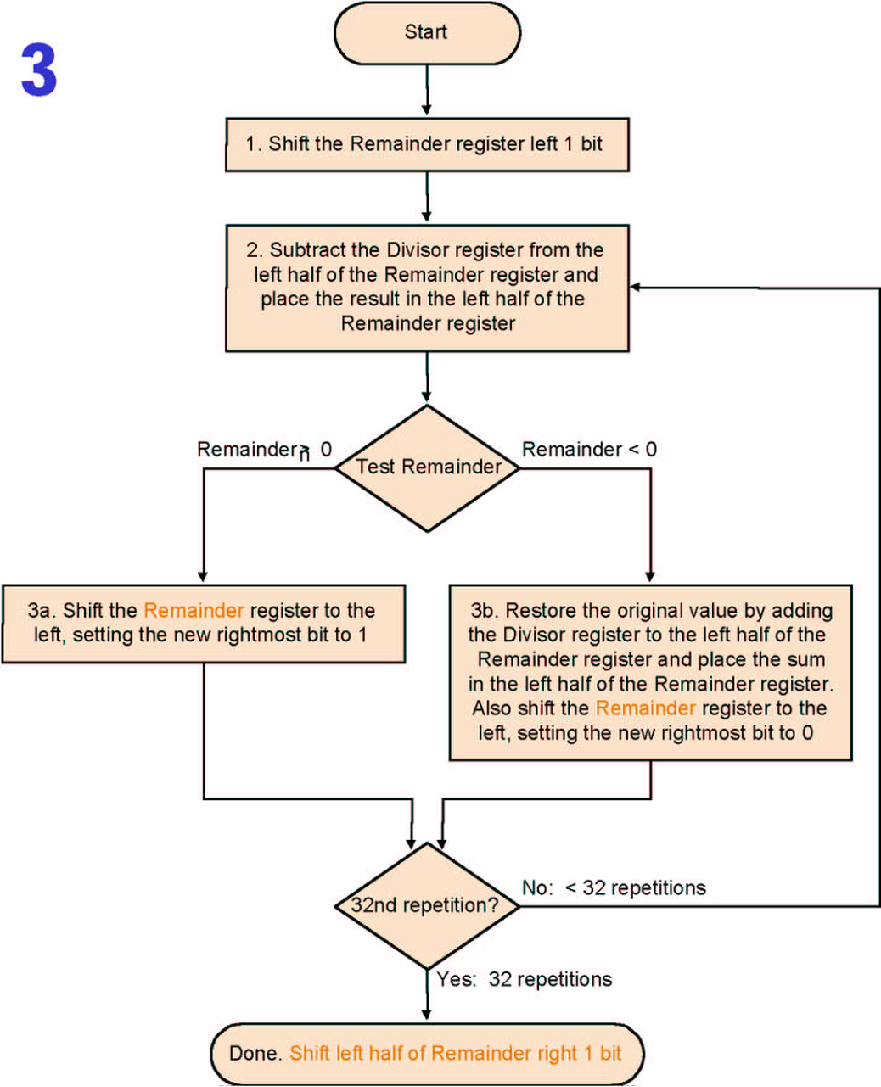 3
Start
1. Shift the Remainder register left 1 bit
2. Subtract the Divisor register from the
left half of the Remainder register and
place the result in the left half of the
Remainder register
Remainder ≥ 0
Test Remainder
Remainder < 0
3a. Shift the Remainder register to the
left, setting the new rightmost bit to 1
3b. Restore the original value by adding
the Divisor register to the left half of the
Remainder register and place the sum
in the left half of the Remainder register.
Also shift the Remainder register to the
left, setting the new rightmost bit to 0
32nd repetition?
No: < 32 repetitions
Yes: 32 repetitions
Done. Shift left half of Remainder right 1 bit